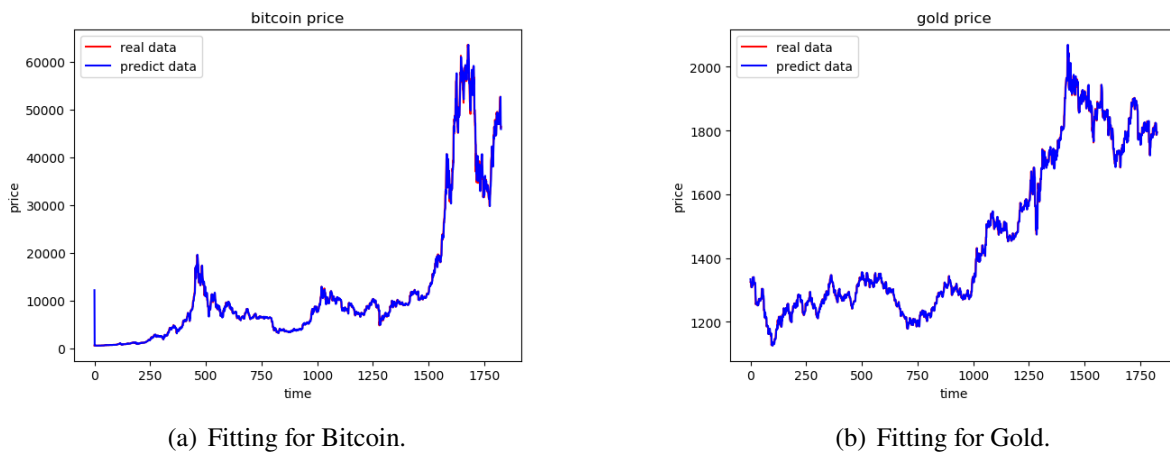 bitcoin price
real data
predict data
60000
50000
40000
30000
20000
10000
0
price
0 250 500 750 1000 1250 1500 1750
time
(a) Fitting for Bitcoin.
gold price
real data
predict data
2000
1800
1600
1400
1200
price
0 250 500 750 1000 1250 1500 1750
time
(b) Fitting for Gold.